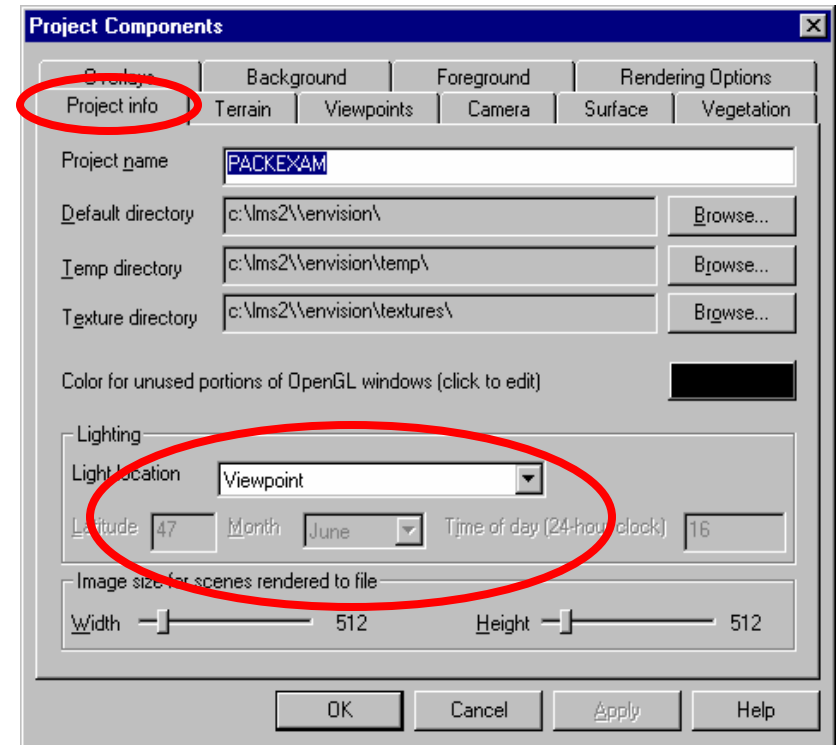 Project Components
Overlays Background Foreground Rendering Options
Project info Terrain Viewpoints Camera Surface Vegetation
Project name PACKEXAM
Default directory c:\lms2\\envision\ Browse...
Temp directory c:\lms2\\envision\temp\ Browse...
Texture directory c:\lms2\\envision\textures\ Browse...
Color for unused portions of OpenGL windows (click to edit)
Lighting
Light location Viewpoint
Latitude 47 Month June Time of day (24-hour clock) 16
Image size for scenes rendered to file
Width 512 Height 512
OK Cancel Apply Help